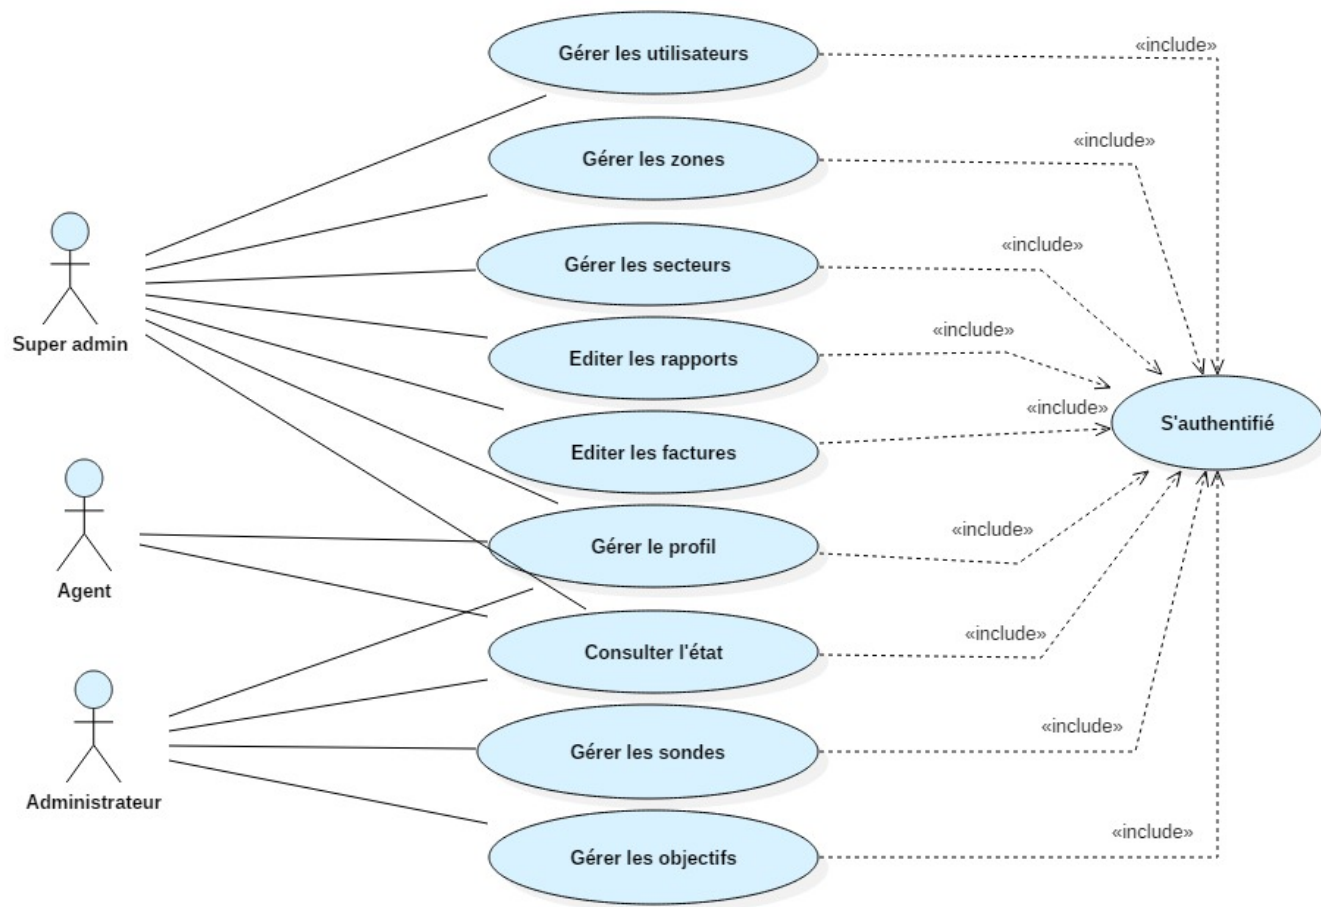 Gérer les utilisateurs
«include»
Gérer les zones
«include»
Gérer les secteurs
«include»
Super admin
Editer les rapports
«include»
Editer les factures
«include»
S'authentifié
Agent
Gérer le profil
«include»
Consulter l'état
«include»
Administrateur
Gérer les sondes
«include»
Gérer les objectifs
«include»